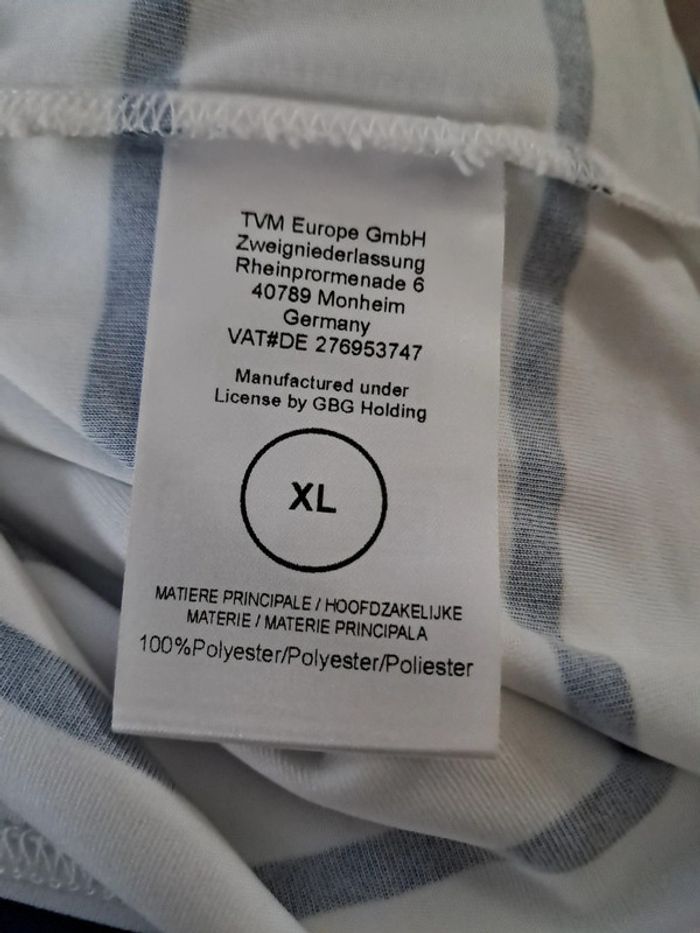 TVM Europe GmbH
Zweigniederlassung
Rheinprormenade 6
40789 Monheim
Germany
VAT#DE 276953747
Manufactured under
License by GBG Holding
XL
MATIERE PRINCIPALE / HOOFDZAKELIJKE
MATERIE / MATERIE PRINCIPALA
100%Polyester/Polyester/Poliester